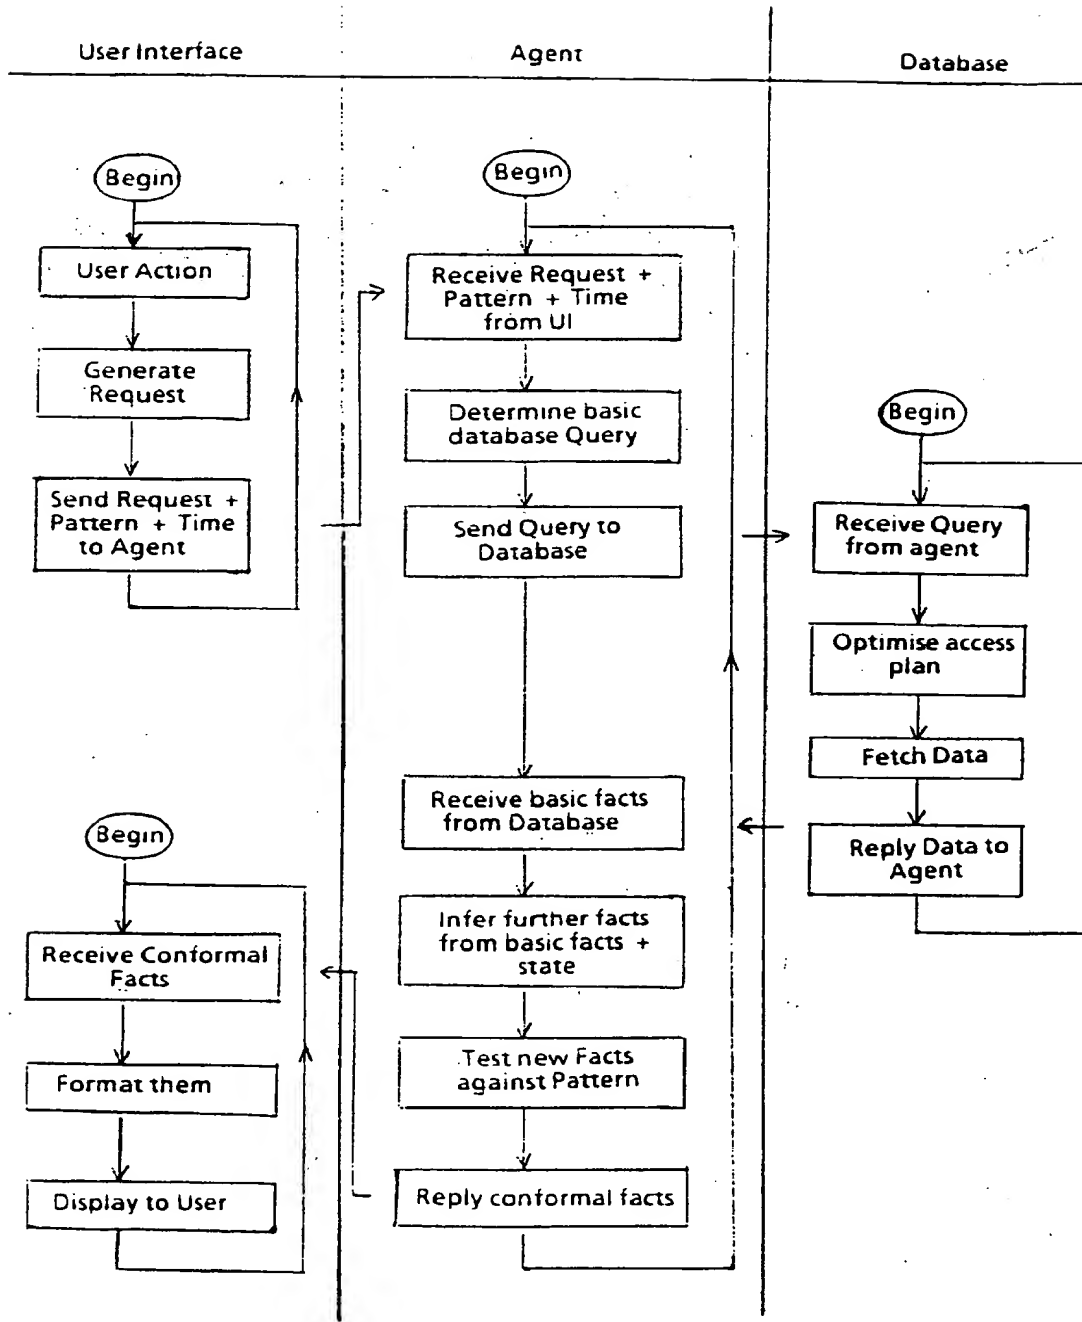 User Interface
Agent
Database
Begin
User Action
Generate
Request
Send Request +
Pattern + Time
to Agent
Begin
Receive Conformal
Facts
Format them
Display to User
Begin
Receive Request +
Pattern + Time
from UI
Determine basic
database Query
Send Query to
Database
Receive basic facts
from Database
Infer further facts
from basic facts +
state
Test new Facts
against Pattern
Reply conformal facts
Begin
Receive Query
from agent
Optimise access
plan
Fetch Data
Reply Data to
Agent